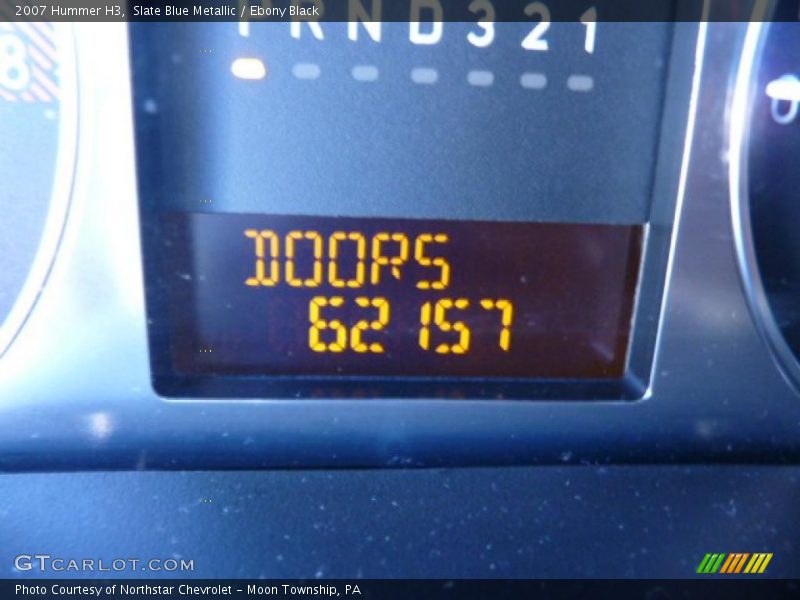 2007 Hummer H3,  Slate Blue Metallic / Ebony Black
P R N D 3 2 1
8
DOORS
62157
GTCARLOT.COM
Photo Courtesy of Northstar Chevrolet – Moon Township, PA